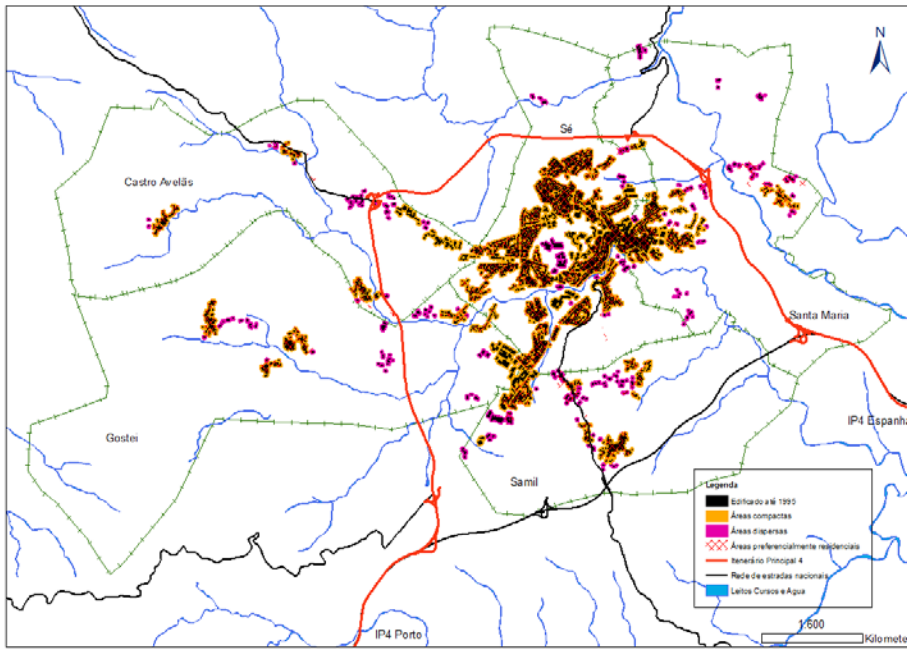 N
Sé
Castro Avelãs
Santa Maria
IP4 Espanha
Gostei
Samil
Legenda
Edificado até 1990
Áreas compactas
Áreas dispersas
Áreas preferencialmente residenciais
Itenerário Principal 4
Rede de estradas nacionais
Leitos Cursos e Agua
1:600
Kilomete
IP4 Porto